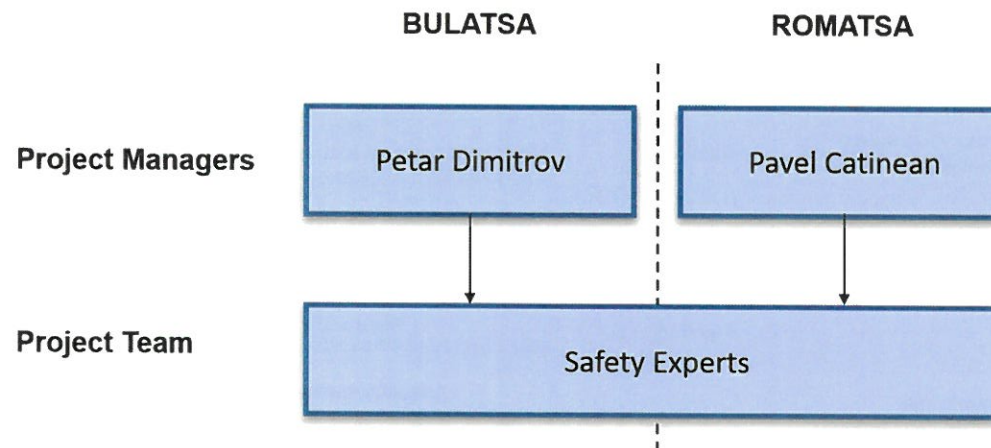 BULATSA ROMATSA
Project Managers Petar Dimitrov Pavel Catinean
Project Team Safety Experts